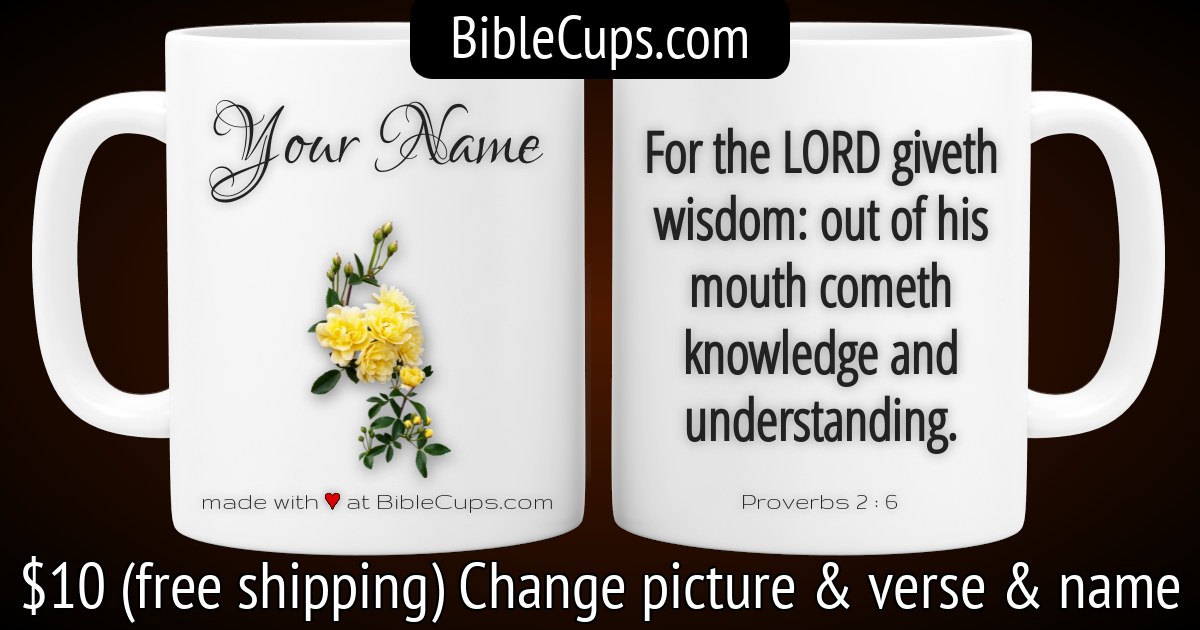 BibleCups.com
Your Name
made with ♥ at BibleCups.com
For the LORD giveth
wisdom: out of his
mouth cometh
knowledge and
understanding.
Proverbs 2 : 6
$10 (free shipping) Change picture & verse & name